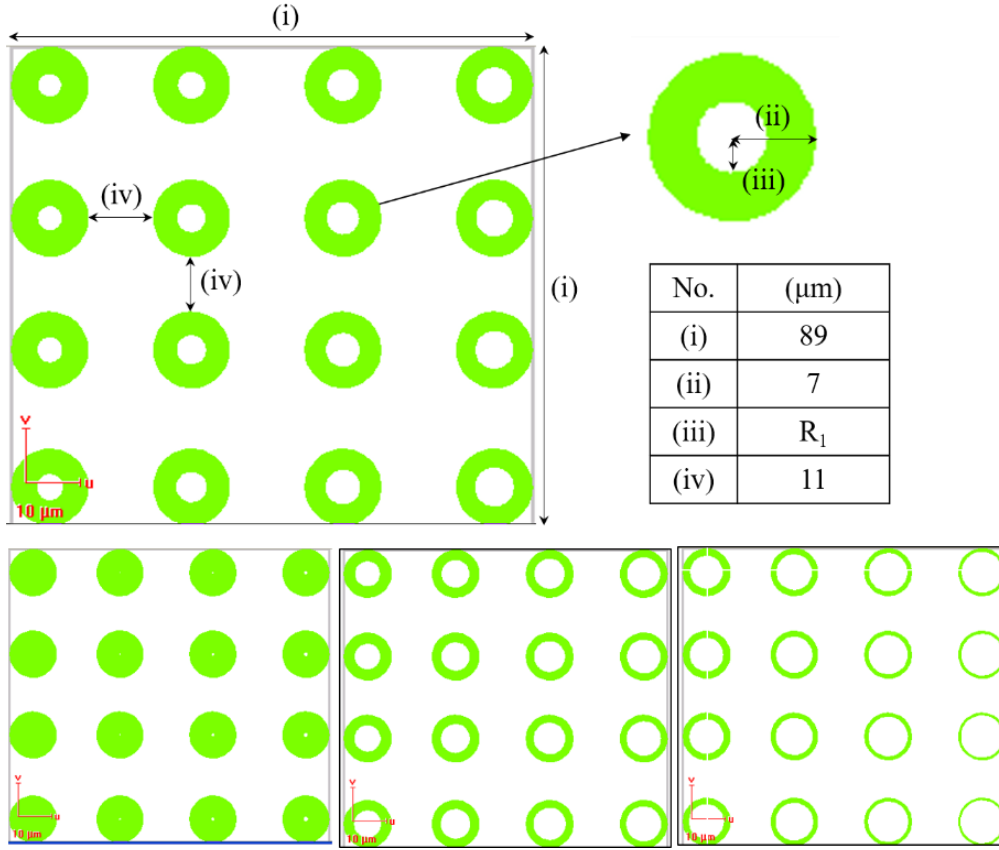 (i)
(ii)
(iii)
(iv)
(iv)
(i)
v
u
10 μm
No. (μm)
(i) 89
(ii) 7
(iii) R₁
(iv) 11
v
u
10 μm
v
u
10 μm
v
u
10 μm